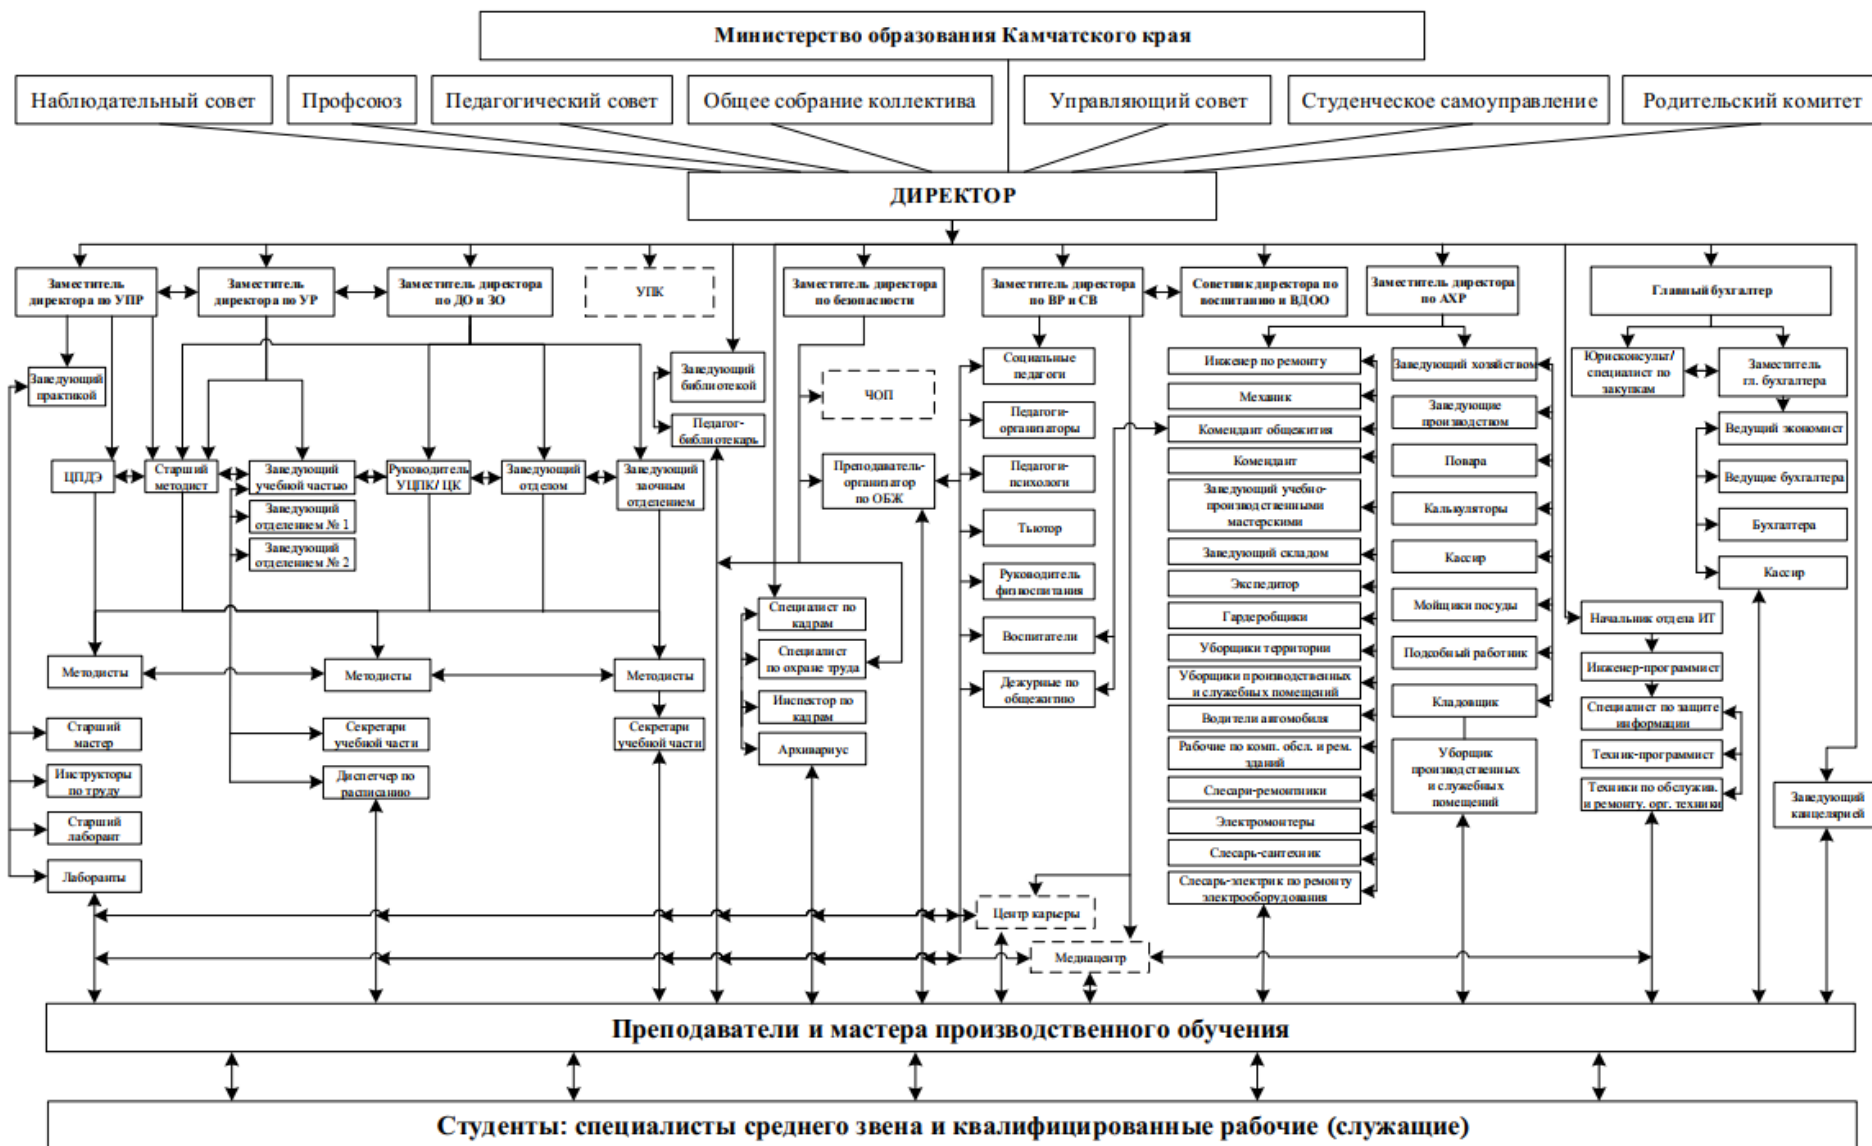 Министерство образования Камчатского края
Наблюдательный совет
Профсоюз
Педагогический совет
Общее собрание коллектива
Управляющий совет
Студенческое самоуправление
Родительский комитет
ДИРЕКТОР
Заместитель
директора по УПР
Заместитель
директора по УР
Заместитель директора
по ДО и ЗО
УПК
Заместитель директора
по безопасности
Заместитель директора
по ВР и СВ
Советник директора по
воспитанию и ВДОО
Заместитель директора
по АХР
Главный бухгалтер
Заведующий
практикой
Заведующий
библиотекой
Педагог-
библиотекарь
ЧОП
Преподаватель-
организатор
по ОБЖ
ЦПДЭ
Старший
методист
Заведующий
учебной частью
Руководитель
УЦПК/ ЦК
Заведующий
отделом
Заведующий
заочным
отделением
Заведующий
отделением № 1
Заведующий
отделением № 2
Методисты
Методисты
Методисты
Старший
мастер
Инструкторы
по труду
Старший
лаборант
Лаборанты
Секретари
учебной части
Диспетчер по
расписанию
Секретари
учебной части
Специалист по
кадрам
Специалист
по охране труда
Инспектор по
кадрам
Архивариус
Социальные
педагоги
Педагоги-
организаторы
Педагоги-
психологи
Тьютор
Руководитель
физвоспитания
Воспитатели
Дежурные по
общежитию
Центр карьеры
Медиацентр
Инженер по ремонту
Механик
Комендант общежития
Комендант
Заведующий учебно-
производственными
мастерскими
Заведующий складом
Экспедитор
Гардеробщики
Уборщики территории
Уборщики производственных
и служебных помещений
Водители автомобиля
Рабочие по комп. обсл. и рем.
зданий
Слесари-ремонтники
Электромонтеры
Слесарь-сантехник
Слесарь-электрик по ремонту
электрооборудования
Заведующий хозяйством
Заведующие
производством
Повара
Калькуляторы
Кассир
Мойщики посуды
Подсобный работник
Кладовщик
Уборщик
производственных
и служебных
помещений
Юрисконсульт/
специалист по
закупкам
Заместитель
гл. бухгалтера
Ведущий экономист
Ведущие бухгалтера
Бухгалтера
Кассир
Начальник отдела ИТ
Инженер-программист
Специалист по защите
информации
Техник-программист
Техники по обслужив.
и ремонту. орг. техники
Заведующий
канцелярией
Преподаватели и мастера производственного обучения
Студенты: специалисты среднего звена и квалифицированные рабочие (служащие)